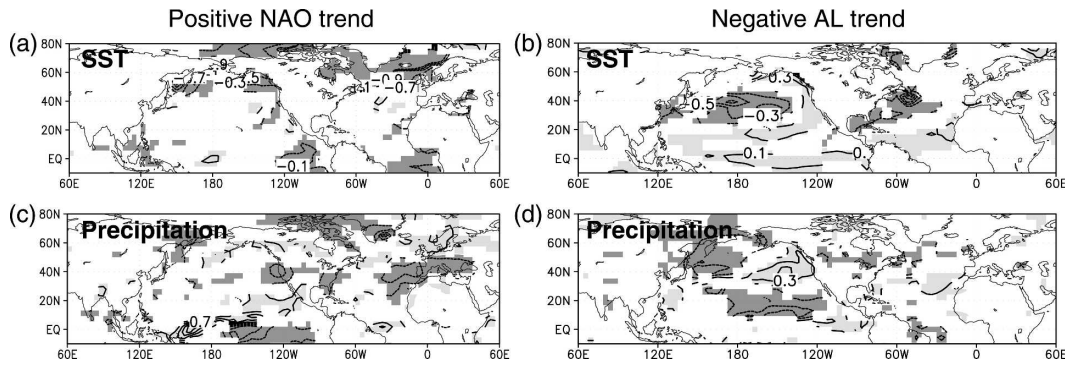 Positive NAO trend
Negative AL trend
(a)
SST
80N
60N
40N
20N
EQ
60E
120E
180
120W
60W
0
60E
-0.3
-0.9
-0.7
-0.1
(b)
SST
80N
60N
40N
20N
EQ
60E
120E
180
120W
60W
0
60E
0.3
-0.5
-0.3
-0.1
(c)
Precipitation
80N
60N
40N
20N
EQ
60E
120E
180
120W
60W
0
60E
(d)
Precipitation
80N
60N
40N
20N
EQ
60E
120E
180
120W
60W
0
60E
0.3